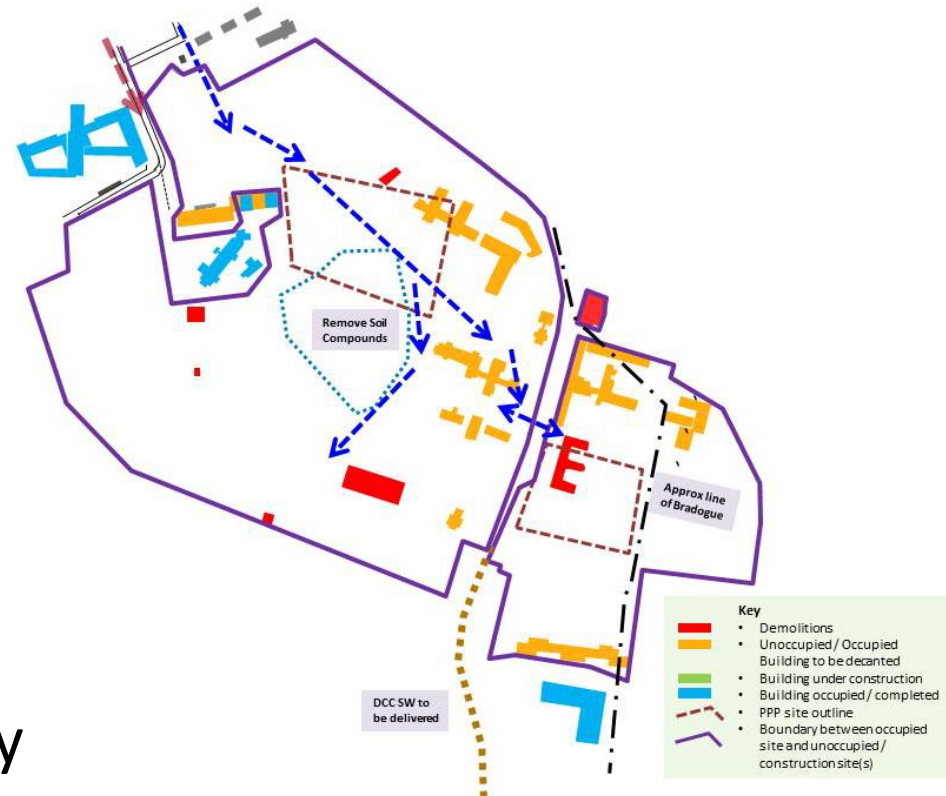 Remove Soil
Compounds
Approx line
of Bradogue
DCC SW to
be delivered
y
Key
• Demolitions
• Unoccupied / Occupied
Building to be decanted
• Building under construction
• Building occupied / completed
• PPP site outline
• Boundary between occupied
site and unoccupied /
construction site(s)